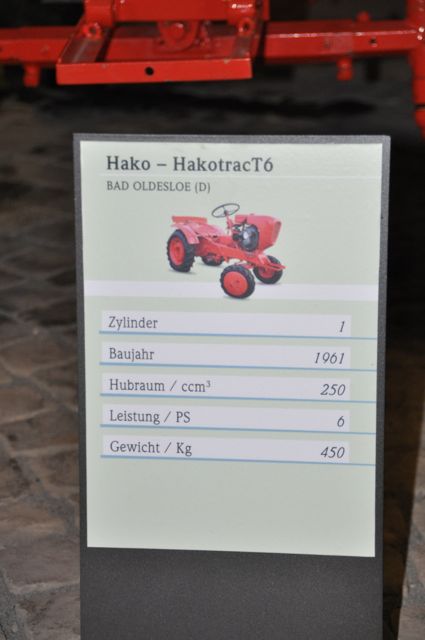 Hako – HakotracT6
BAD OLDESLOE (D)
Zylinder 1
Baujahr 1961
Hubraum / ccm³ 250
Leistung / PS 6
Gewicht / Kg 450